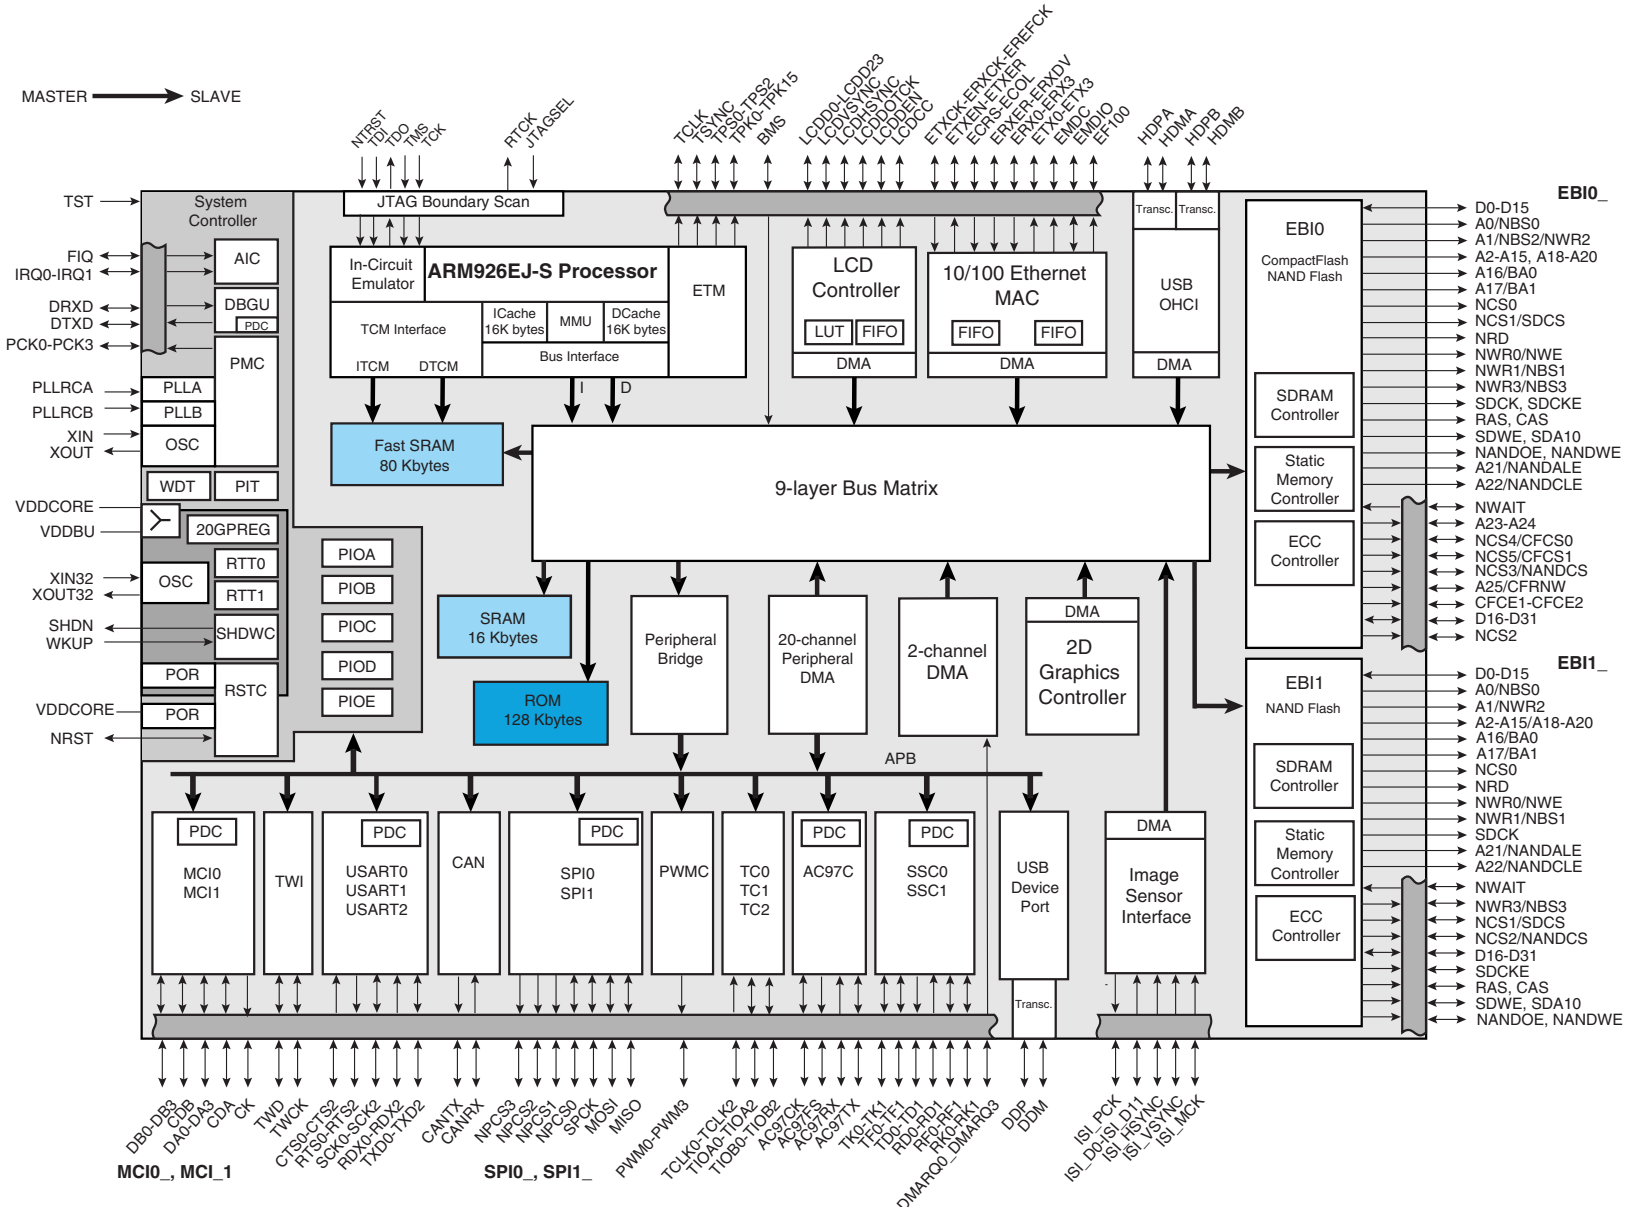 MASTER
SLAVE
NTRST
TDI
TDO
TMS
TCK
RTCK
JTAGSEL
TCLK
TSYNC
TPS0-TPS2
TPK0-TPK15
BMS
LCDD0-LCDD23
LCDVSYNC
LCDHSYNC
LCDDOTCK
LCDDEN
LCDCC
ETXCK-ERXCK-EREFCK
ETXEN-ETXER
ECRS-ECOL
ERXER-ERXDV
ERX0-ERX3
ETX0-ETX3
EMDC
EMDIO
EF100
HDPA
HDMA
HDPB
HDMB
TST
FIQ
IRQ0-IRQ1
DRXD
DTXD
PCK0-PCK3
PLLRCA
PLLRCB
XIN
XOUT
VDDCORE
VDDBU
XIN32
XOUT32
SHDN
WKUP
VDDCORE
NRST
System
Controller
AIC
DBGU
PDC
PMC
PLLA
PLLB
OSC
WDT
PIT
20GPREG
OSC
RTT0
RTT1
SHDWC
POR
RSTC
POR
PIOA
PIOB
PIOC
PIOD
PIOE
JTAG Boundary Scan
In-Circuit
Emulator
ARM926EJ-S Processor
ETM
TCM Interface
ICache
16K bytes
MMU
DCache
16K bytes
Bus Interface
ITCM
DTCM
I
D
LCD
Controller
LUT
FIFO
DMA
10/100 Ethernet
MAC
FIFO
FIFO
DMA
Transc.
Transc.
USB
OHCI
DMA
Fast SRAM
80 Kbytes
9-layer Bus Matrix
SRAM
16 Kbytes
ROM
128 Kbytes
Peripheral
Bridge
20-channel
Peripheral
DMA
2-channel
DMA
DMA
2D
Graphics
Controller
APB
EBI0
CompactFlash
NAND Flash
SDRAM
Controller
Static
Memory
Controller
ECC
Controller
EBI1
NAND Flash
SDRAM
Controller
Static
Memory
Controller
ECC
Controller
EBI0_
D0-D15
A0/NBS0
A1/NBS2/NWR2
A2-A15, A18-A20
A16/BA0
A17/BA1
NCS0
NCS1/SDCS
NRD
NWR0/NWE
NWR1/NBS1
NWR3/NBS3
SDCK, SDCKE
RAS, CAS
SDWE, SDA10
NANDOE, NANDWE
A21/NANDALE
A22/NANDCLE
NWAIT
A23-A24
NCS4/CFCS0
NCS5/CFCS1
NCS3/NANDCS
A25/CFRNW
CFCE1-CFCE2
D16-D31
NCS2
EBI1_
D0-D15
A0/NBS0
A1/NWR2
A2-A15/A18-A20
A16/BA0
A17/BA1
NCS0
NRD
NWR0/NWE
NWR1/NBS1
SDCK
A21/NANDALE
A22/NANDCLE
NWAIT
NWR3/NBS3
NCS1/SDCS
NCS2/NANDCS
D16-D31
SDCKE
RAS, CAS
SDWE, SDA10
NANDOE, NANDWE
PDC
MCI0
MCI1
TWI
PDC
USART0
USART1
USART2
CAN
PDC
SPI0
SPI1
PWMC
TC0
TC1
TC2
PDC
AC97C
PDC
SSC0
SSC1
USB
Device
Port
Transc.
DMA
Image
Sensor
Interface
DB0-DB3
CDB
DA0-DA3
CDA
CK
TWD
TWCK
CTS0-CTS2
RTS0-RTS2
SCK0-SCK2
RDX0-RDX2
TXD0-TXD2
CANTX
CANRX
NPCS3
NPCS2
NPCS1
NPCS0
SPCK
MOSI
MISO
PWM0-PWM3
TCLK0-TCLK2
TIOA0-TIOA2
TIOB0-TIOB2
AC97CK
AC97FS
AC97RX
AC97TX
TK0-TK1
TF0-TF1
TD0-TD1
RD0-RD1
RF0-RF1
RK0-RK1
DMARQ0_DMARQ3
DDP
DDM
ISI_PCK
ISI_D0-ISI_D11
ISI_HSYNC
ISI_VSYNC
ISI_MCK
MCI0_, MCI_1
SPI0_, SPI1_